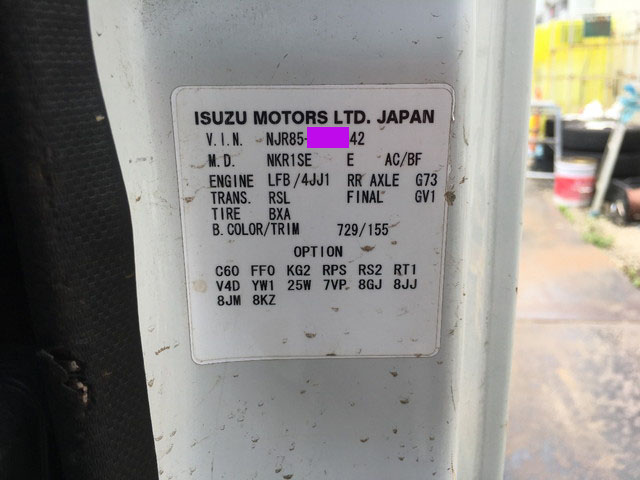 ISUZU MOTORS LTD. JAPAN
V.I.N. NJR85- 42
M.D. NKR1SE E AC/BF
ENGINE LFB/4JJ1 RR AXLE G73
TRANS. RSL FINAL GV1
TIRE BXA
B.COLOR/TRIM 729/155
OPTION
C60 FF0 KG2 RPS RS2 RT1
V4D YW1 25W 7VP 8GJ 8JJ
8JM 8KZ